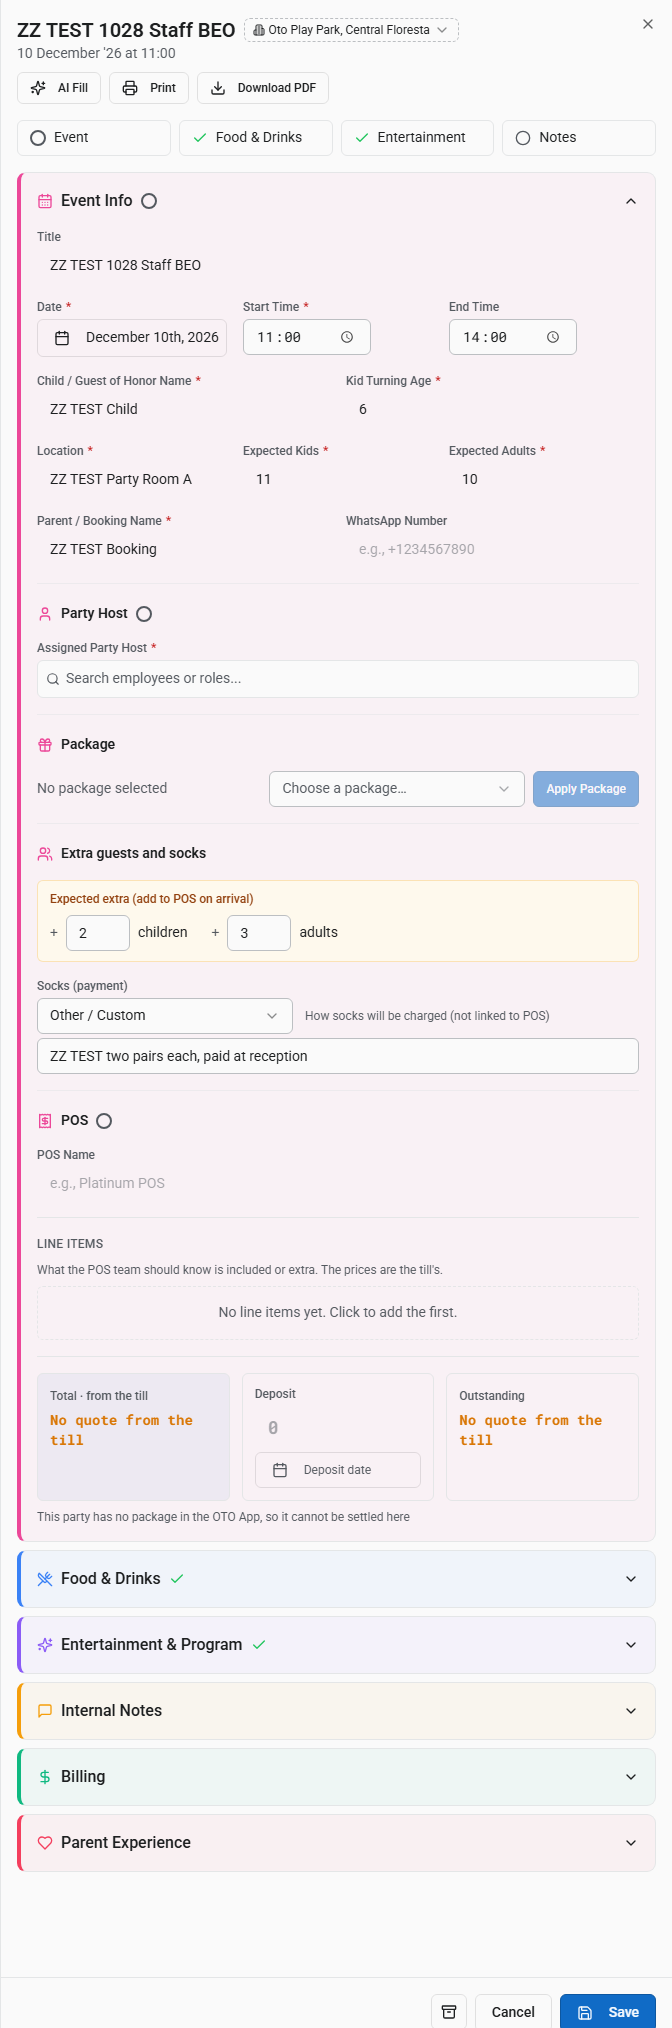 ZZ TEST 1028 Staff BEO
Oto Play Park, Central Floresta
10 December '26 at 11:00
AI Fill
Print
Download PDF
Event
Food & Drinks
Entertainment
Notes
Event Info
Title
ZZ TEST 1028 Staff BEO
Date *
Start Time *
End Time
December 10th, 2026
11:00
14:00
Child / Guest of Honor Name *
Kid Turning Age *
ZZ TEST Child
6
Location *
Expected Kids *
Expected Adults *
ZZ TEST Party Room A
11
10
Parent / Booking Name *
WhatsApp Number
ZZ TEST Booking
e.g., +1234567890
Party Host
Assigned Party Host *
Search employees or roles...
Package
No package selected
Choose a package...
Apply Package
Extra guests and socks
Expected extra (add to POS on arrival)
+ 2 children + 3 adults
Socks (payment)
Other / Custom
How socks will be charged (not linked to POS)
ZZ TEST two pairs each, paid at reception
POS
POS Name
e.g., Platinum POS
LINE ITEMS
What the POS team should know is included or extra. The prices are the till's.
No line items yet. Click to add the first.
Total · from the till
No quote from the
till
Deposit
0
Deposit date
Outstanding
No quote from the
till
This party has no package in the OTO App, so it cannot be settled here
Food & Drinks
Entertainment & Program
Internal Notes
Billing
Parent Experience
Cancel
Save